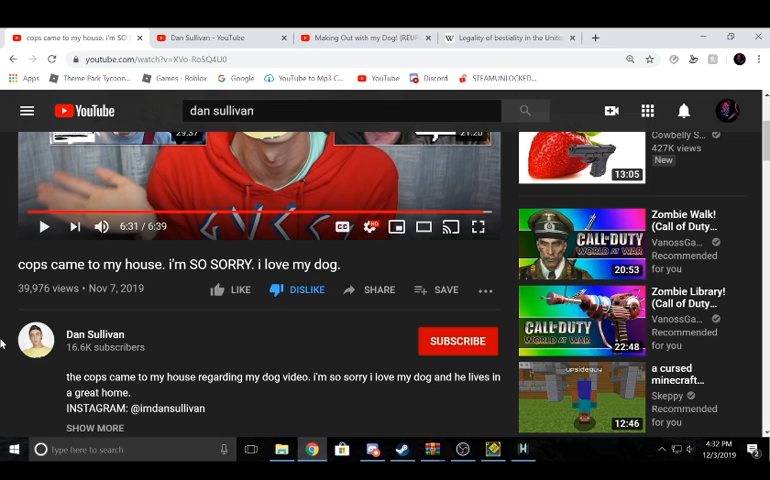 cops came to my house. i'm SO S
Dan Sullivan - YouTube
Making Out with my Dog! (REUP
Legality of bestiality in the Unite
youtube.com/watch?v=XVo-Ro5Q4U0
Apps
Theme Park Tycoon...
Games - Roblox
Google
YouTube to Mp3 C...
YouTube
Discord
STEAMUNLOCKED...
YouTube
dan sullivan
29:37
21:20
6:31 / 6:39
CC
HD
cops came to my house. i'm SO SORRY. i love my dog.
39,976 views • Nov 7, 2019
LIKE
DISLIKE
SHARE
SAVE
Dan Sullivan
16.6K subscribers
SUBSCRIBE
the cops came to my house regarding my dog video. i'm so sorry i love my dog and he lives in
a great home.
INSTAGRAM: @imdansullivan
SHOW MORE
Cowbelly S...
427K views
New
13:05
Zombie Walk!
(Call of Duty...
VanossGa...
Recommended
for you
CALL OF DUTY
WORLD AT WAR
20:53
Zombie Library!
(Call of Duty...
VanossGa...
Recommended
for you
CALL OF DUTY
WORLD AT WAR
22:48
a cursed
minecraft...
Skeppy
Recommended
for you
upsideguy
12:46
Type here to search
4:32 PM
12/3/2019
2